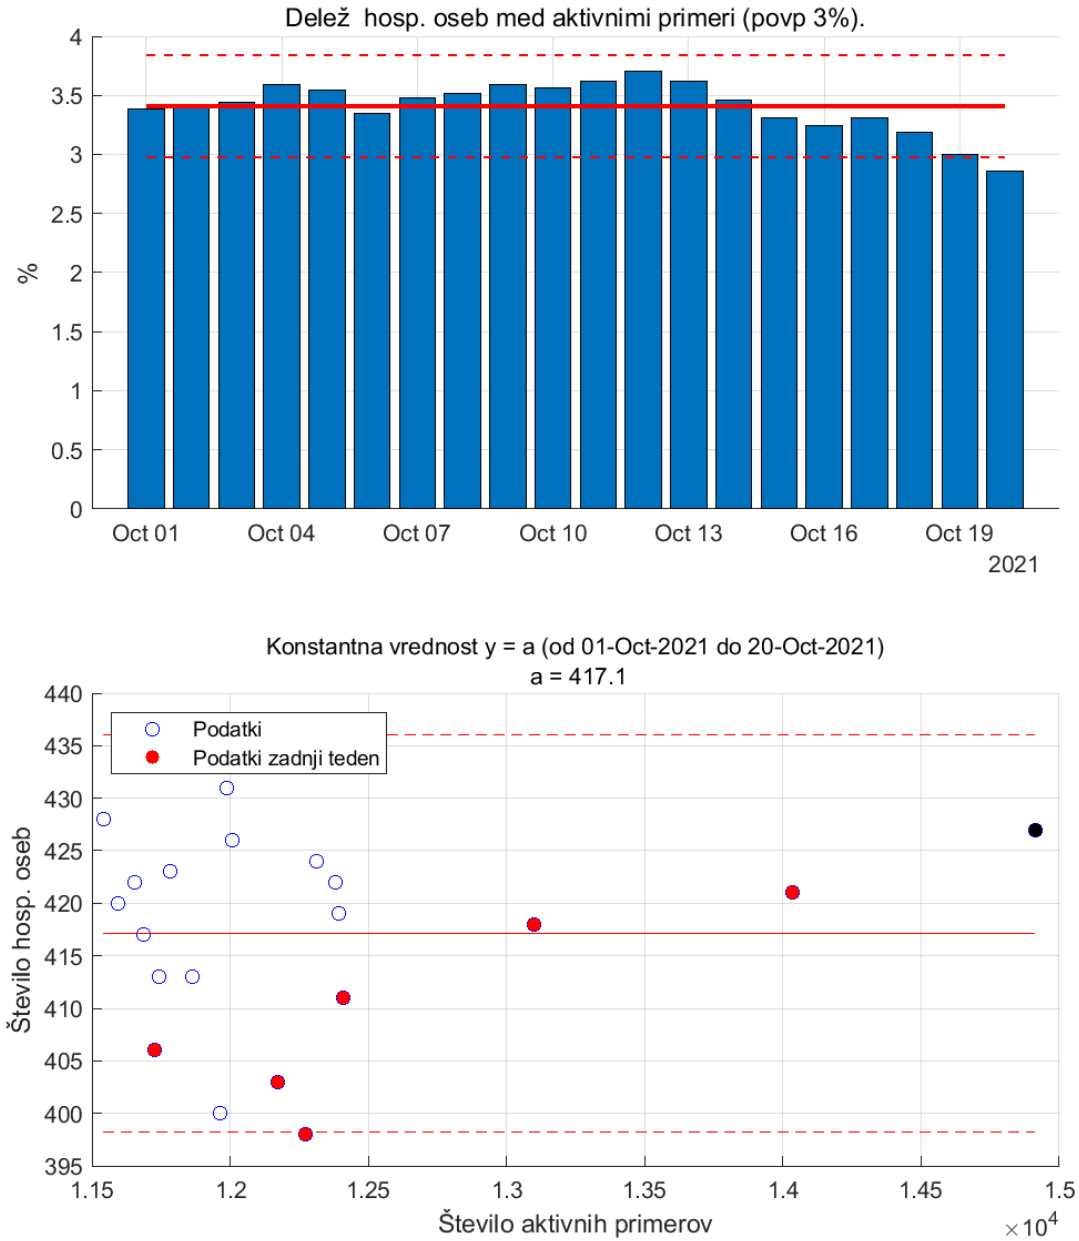 Delež  hosp. oseb med aktivnimi primeri (povp 3%).
4
3.5
3
2.5
2
1.5
1
0.5
0
%
Oct 01 Oct 04 Oct 07 Oct 10 Oct 13 Oct 16 Oct 19
2021
Konstantna vrednost y = a (od 01-Oct-2021 do 20-Oct-2021)
a = 417.1
440
435
430
425
420
415
410
405
400
395
Število hosp. oseb
Podatki
Podatki zadnji teden
1.15 1.2 1.25 1.3 1.35 1.4 1.45 1.5
Število aktivnih primerov
×10⁴